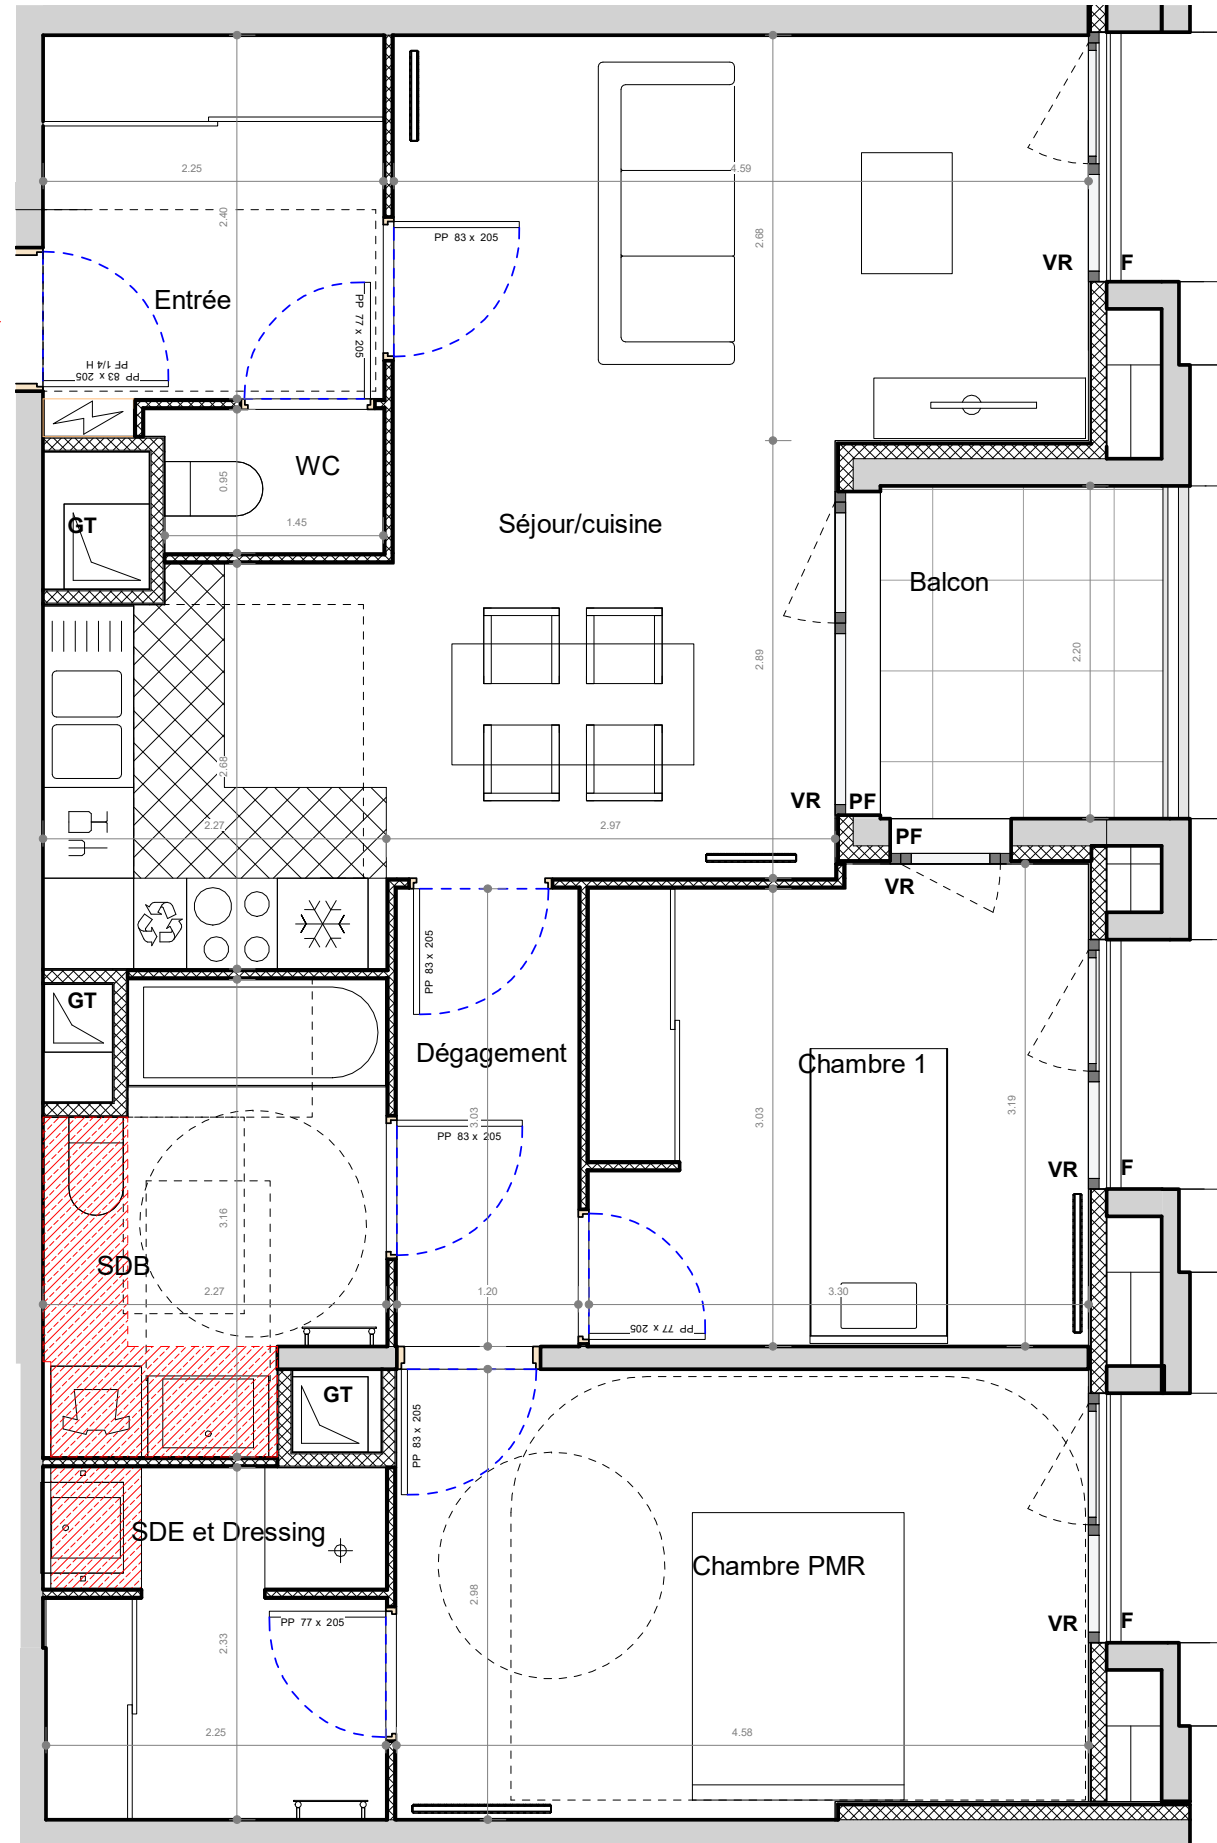 2.25
4.59
2.40
2.68
PP 83 x 205
VR
F
Entrée
PP 77 x 205
PP 83 x 205
PF 1/4 H
WC
0.95
1.45
GT
Séjour/cuisine
Balcon
2.20
2.89
2.68
VR
PF
2.27
2.97
PF
VR
PP 83 x 205
GT
Dégagement
Chambre 1
3.03
3.03
3.19
PP 83 x 205
VR
F
3.16
SDB
2.27
1.20
3.30
PP 77 x 205
GT
PP 83 x 205
SDE et Dressing
Chambre PMR
2.98
PP 77 x 205
VR
F
2.33
2.25
4.58